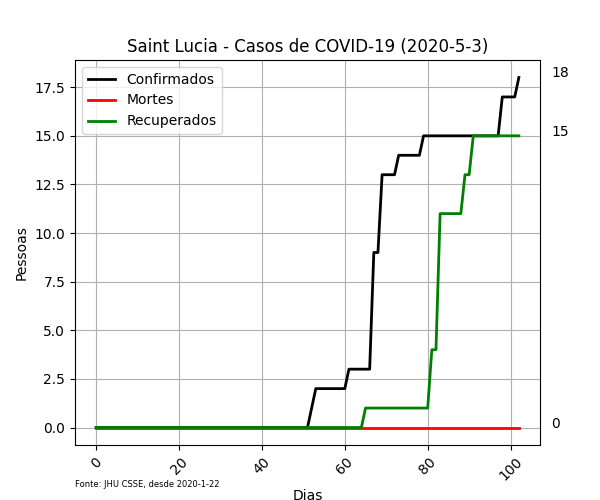 Saint Lucia - Casos de COVID-19 (2020-5-3)
Confirmados
Mortes
Recuperados
17.5
15.0
12.5
10.0
7.5
5.0
2.5
0.0
Pessoas
18
15
0
0
20
40
60
80
100
Fonte: JHU CSSE, desde 2020-1-22
Dias